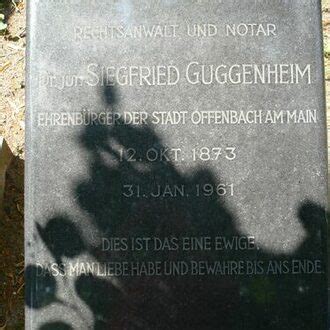 RECHTSANWALT UND NOTAR
DR. JUR. SIEGFRIED GUGGENHEIM
EHRENBÜRGER DER STADT OFFENBACH AM MAIN
12. OKT. 1873
31. JAN. 1961
DIES IST DAS EINE EWIGE,
DASS MAN LIEBE HABE UND BEWAHRE BIS ANS ENDE.